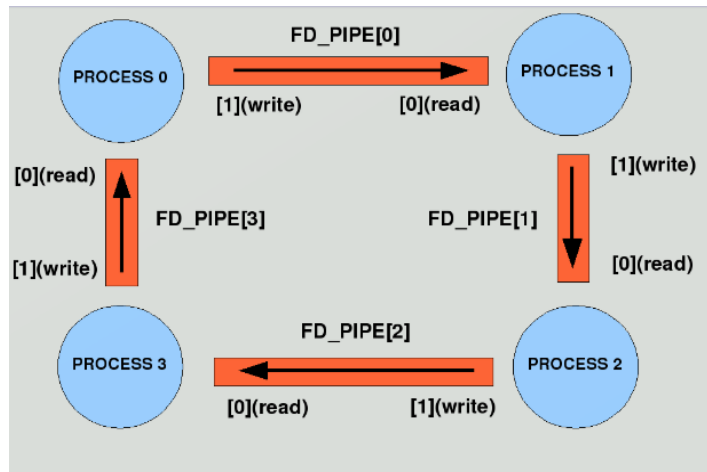 FD_PIPE[0]
PROCESS 0
PROCESS 1
[1](write)
[0](read)
[0](read)
[1](write)
FD_PIPE[3]
FD_PIPE[1]
[1](write)
[0](read)
FD_PIPE[2]
PROCESS 3
PROCESS 2
[0](read)
[1](write)